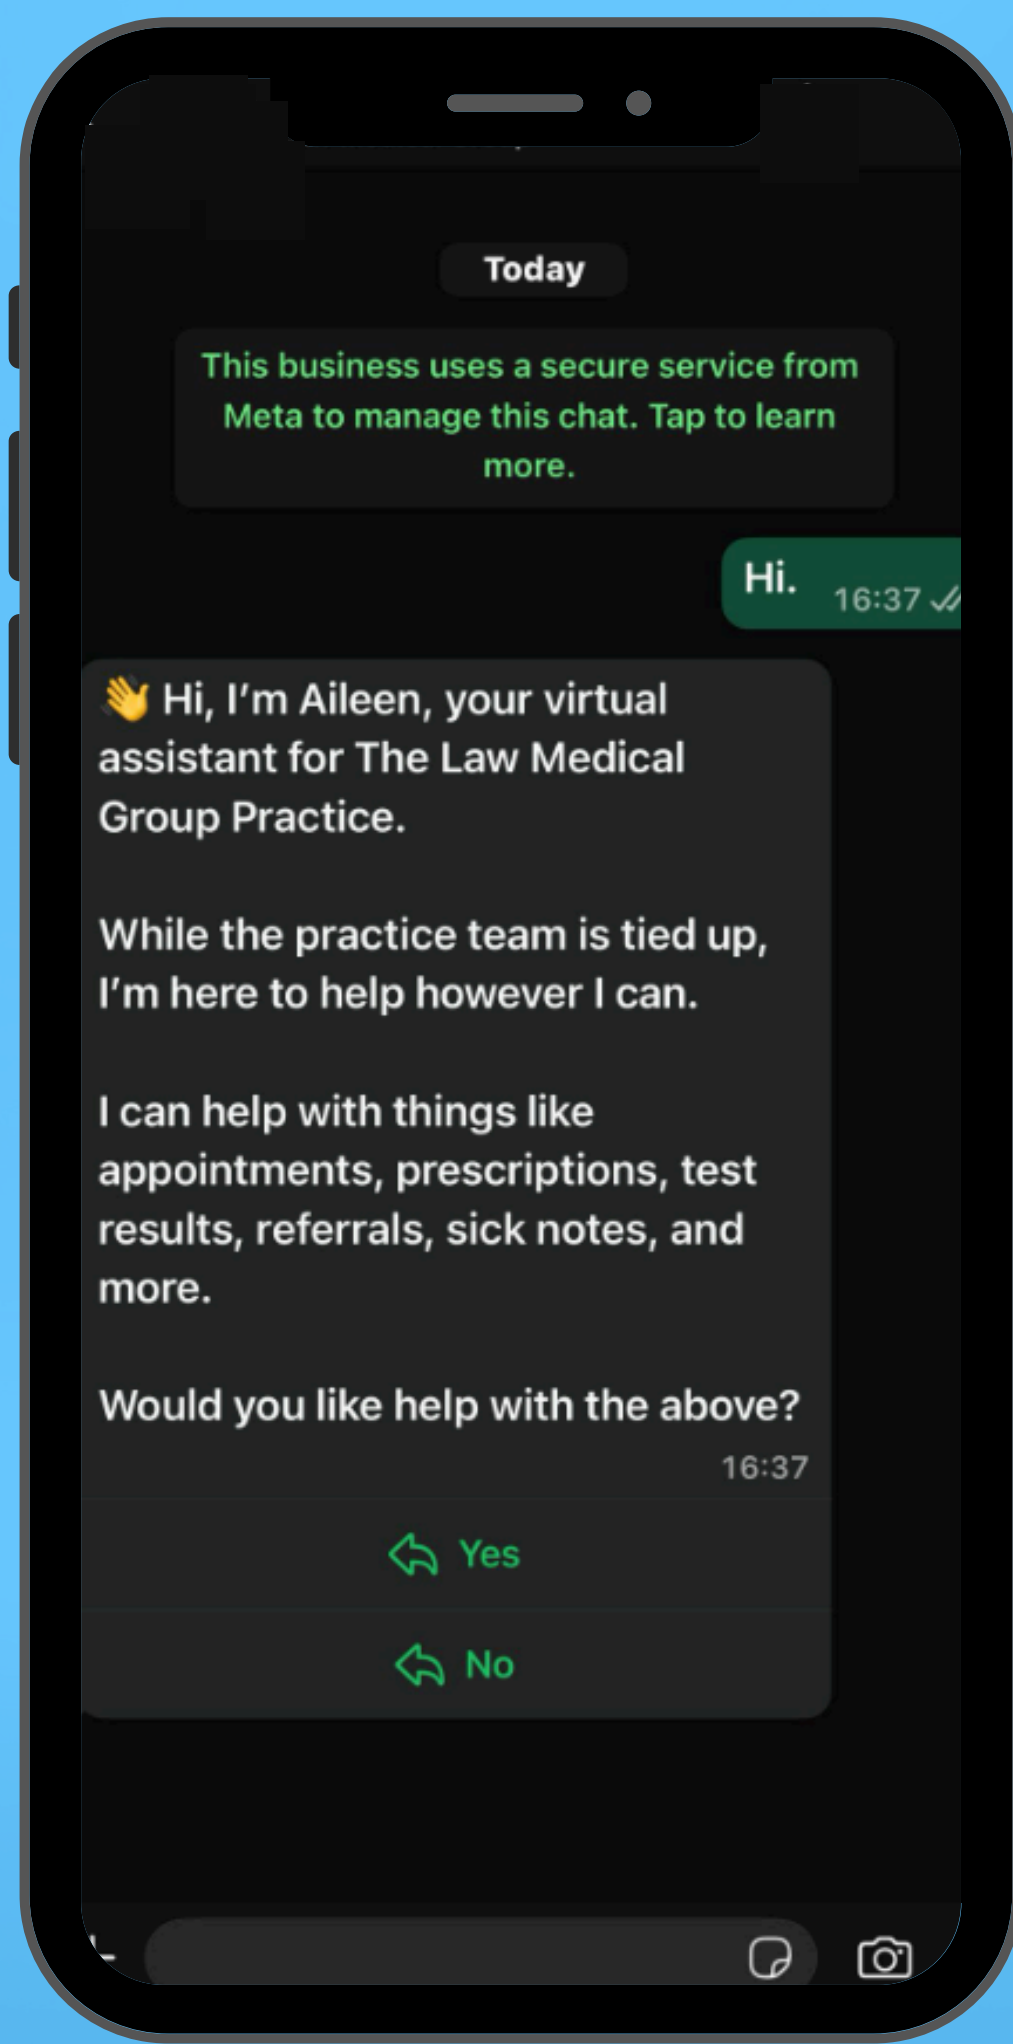 Today
This business uses a secure service from
Meta to manage this chat. Tap to learn
more.
Hi.
16:37
👋 Hi, I’m Aileen, your virtual
assistant for The Law Medical
Group Practice.
While the practice team is tied up,
I’m here to help however I can.
I can help with things like
appointments, prescriptions, test
results, referrals, sick notes, and
more.
Would you like help with the above?
16:37
Yes
No